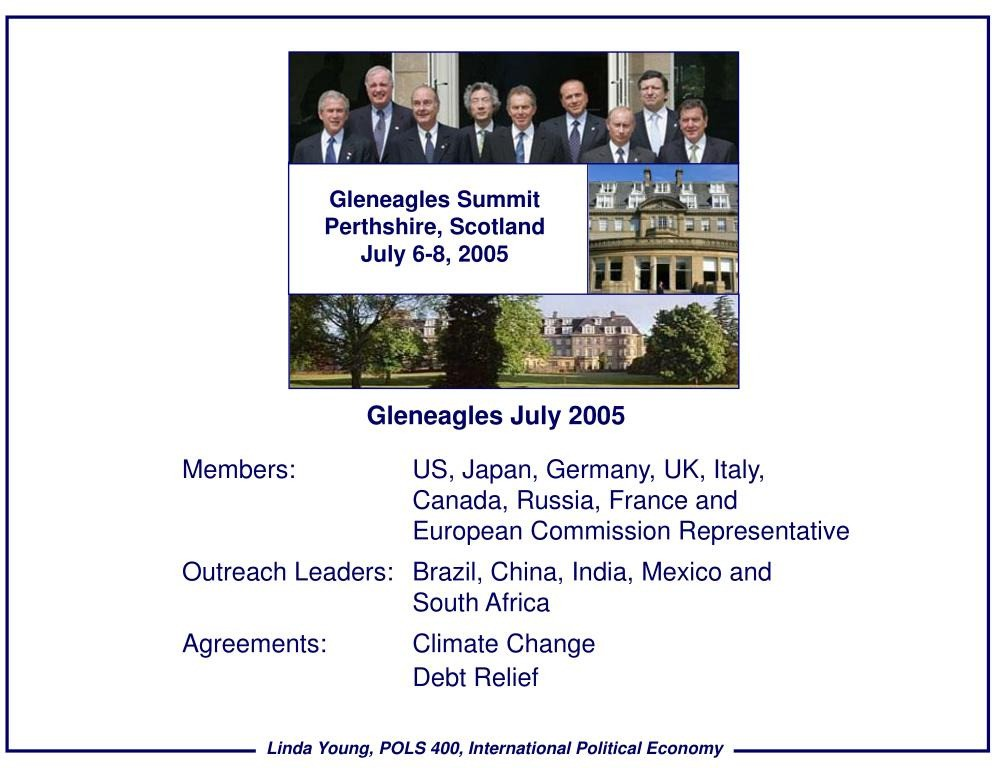 Gleneagles Summit
Perthshire, Scotland
July 6-8, 2005
Gleneagles July 2005
Members: US, Japan, Germany, UK, Italy,
Canada, Russia, France and
European Commission Representative
Outreach Leaders: Brazil, China, India, Mexico and
South Africa
Agreements: Climate Change
Debt Relief
Linda Young, POLS 400, International Political Economy